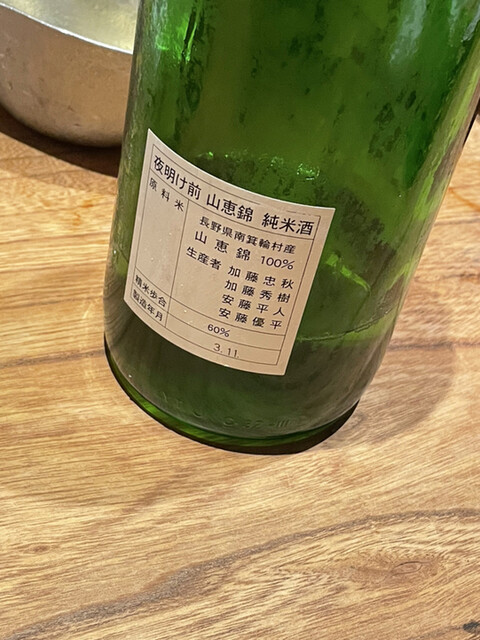 夜明け前 山恵錦 純米酒
原料米 長野県南箕輪村産
山恵錦 100%
生産者 加藤忠秋
加藤秀樹
安藤平人
安藤優平
精米歩合 60%
製造年月 3.11